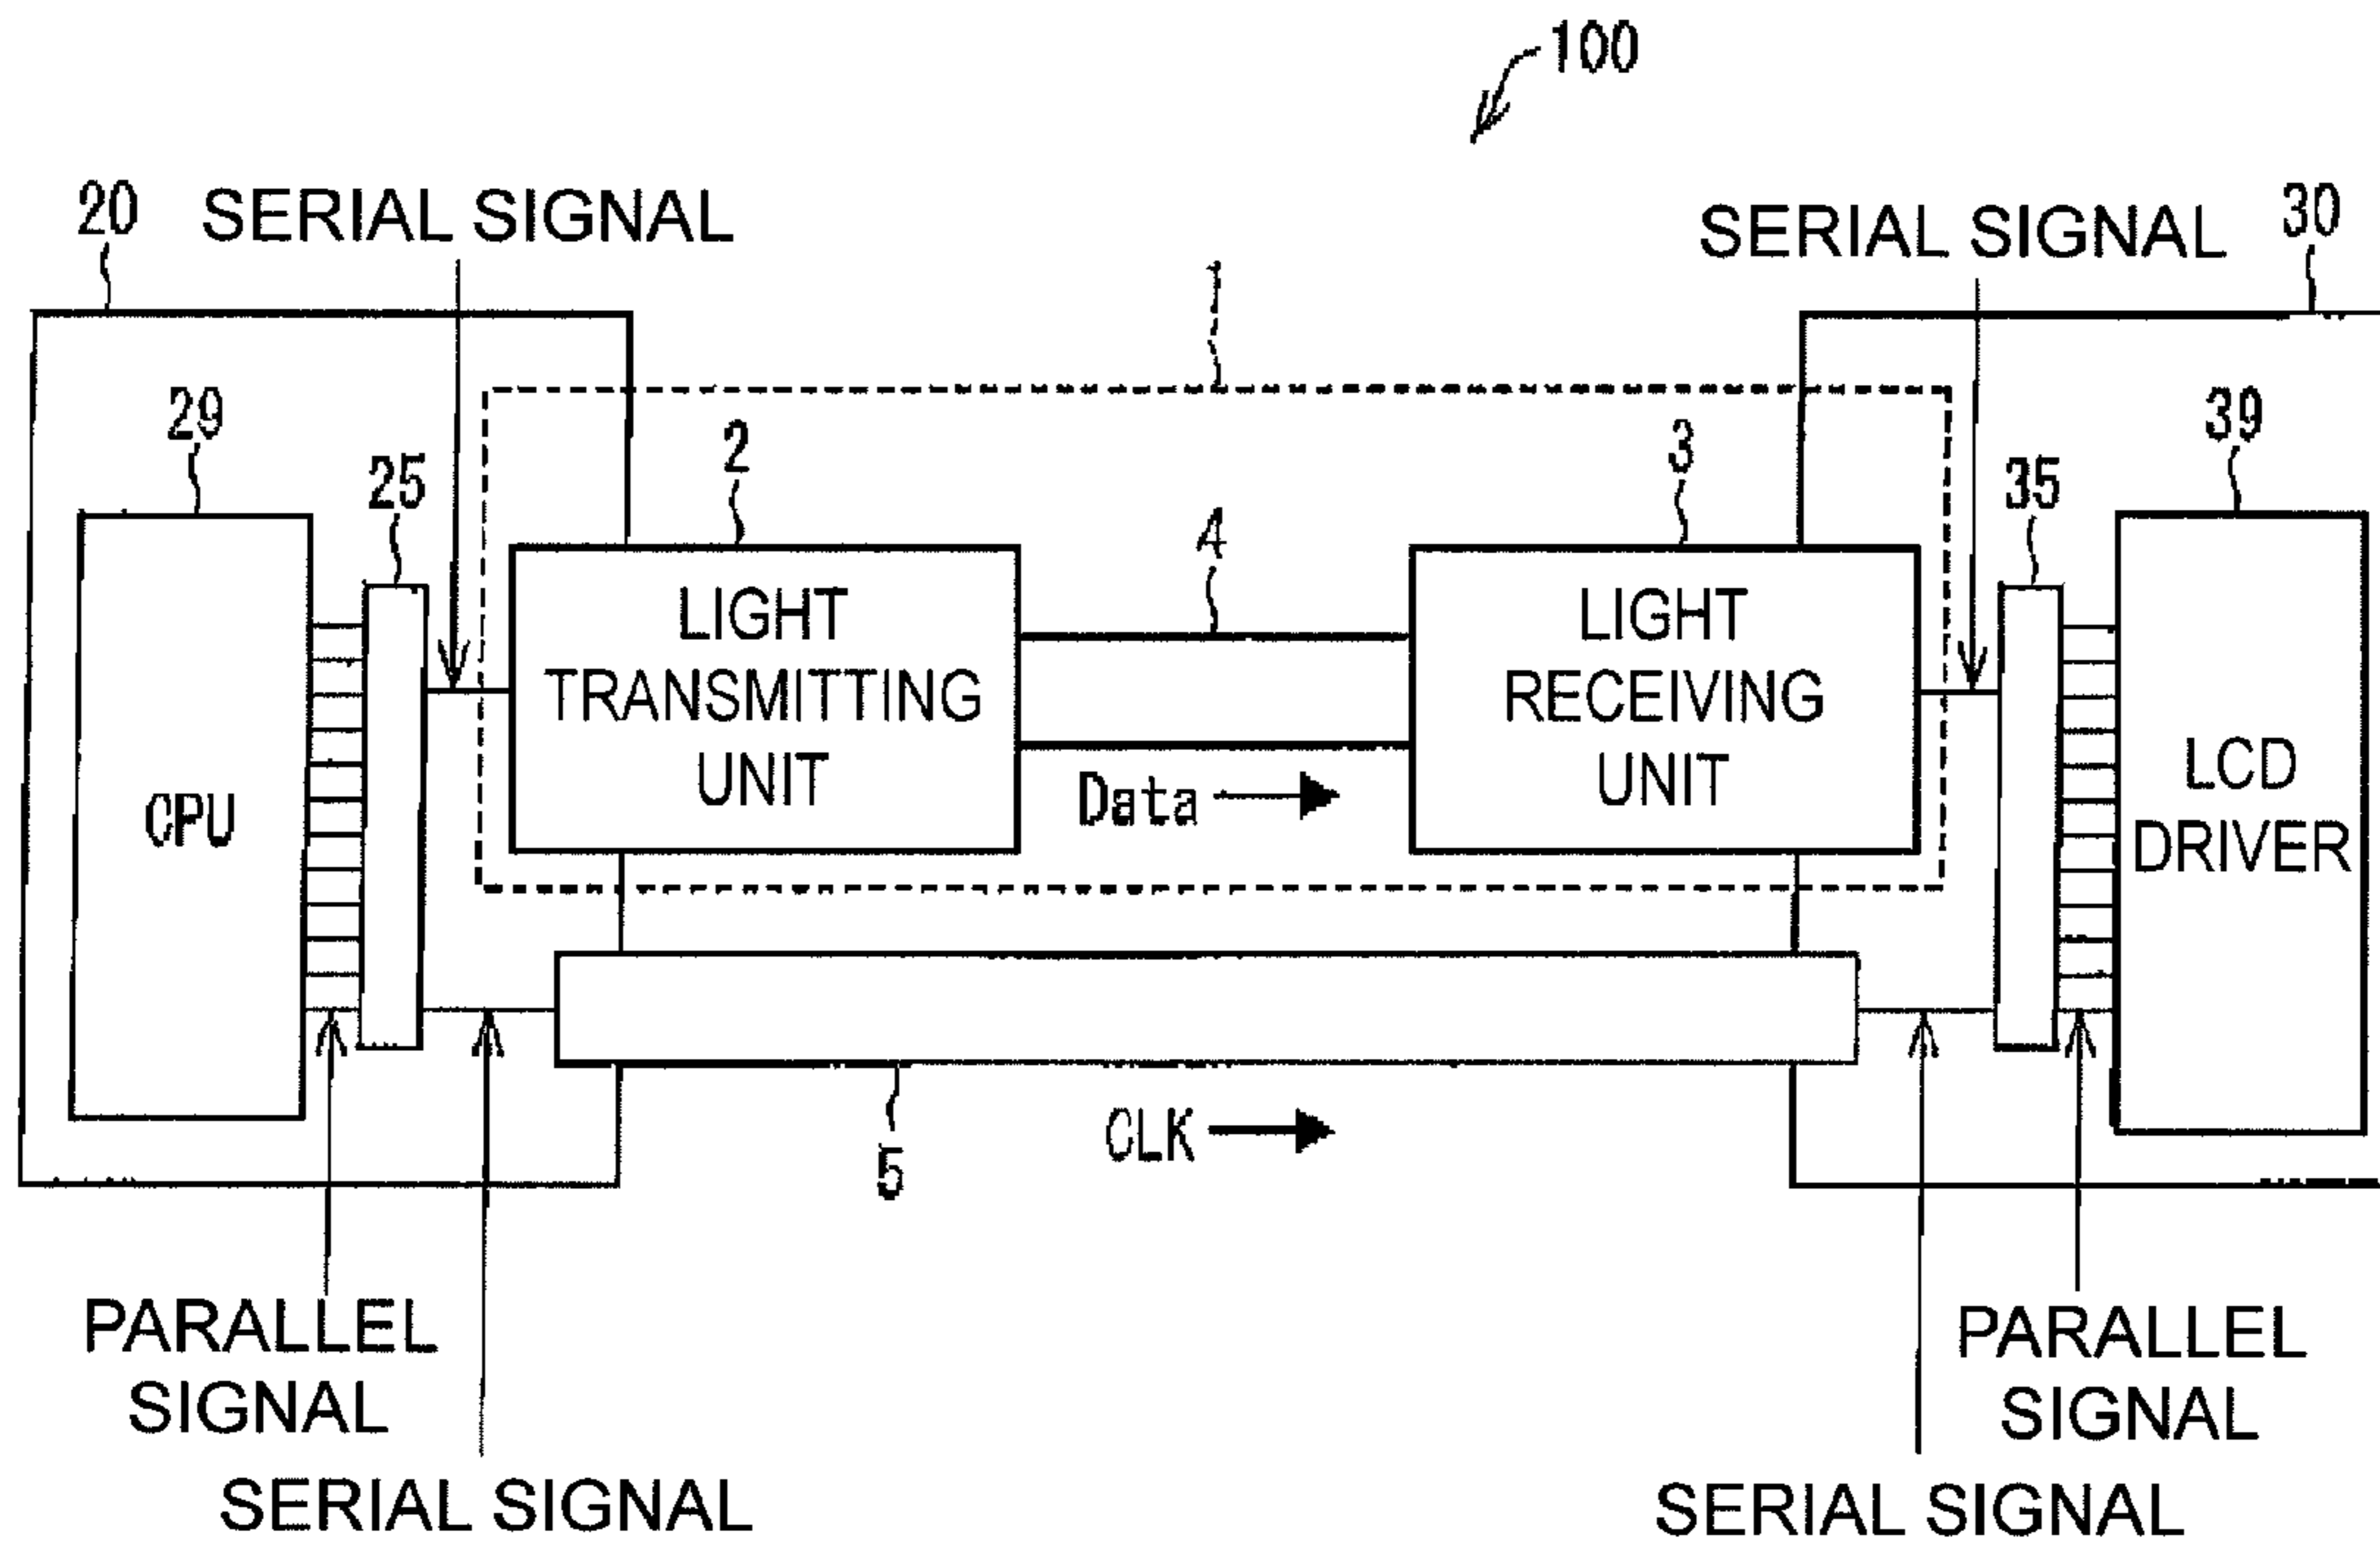 100
20
SERIAL SIGNAL
SERIAL SIGNAL
30
1
29
25
2
3
39
35
4
LIGHT
TRANSMITTING
UNIT
LIGHT
RECEIVING
UNIT
CPU
Data
LCD
DRIVER
5
CLK
PARALLEL
SIGNAL
PARALLEL
SIGNAL
SERIAL SIGNAL
SERIAL SIGNAL